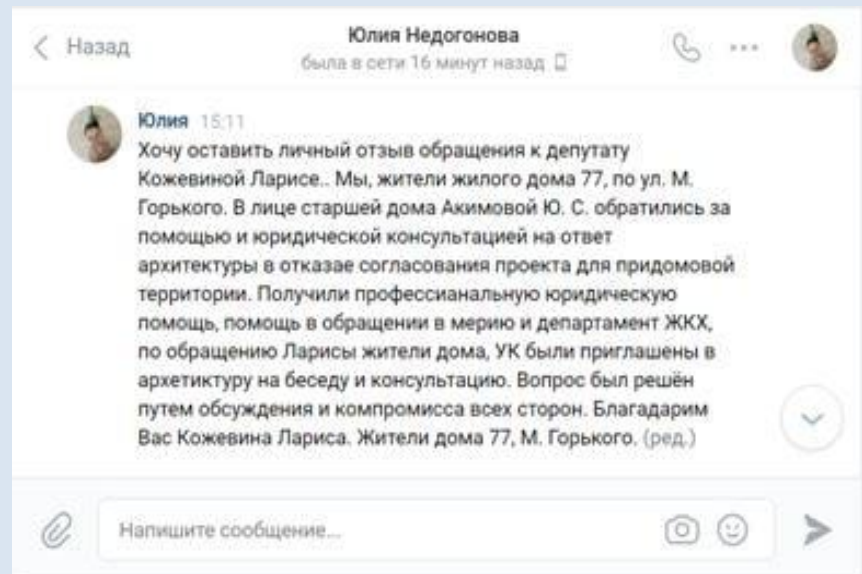 Назад
Юлия Недогонова
была в сети 16 минут назад
Юлия 15:11
Хочу оставить личный отзыв обращения к депутату
Кожевиной Ларисе.. Мы, жители жилого дома 77, по ул. М.
Горького. В лице старшей дома Акимовой Ю. С. обратились за
помощью и юридической консультацией на ответ
архитектуры в отказае согласования проекта для придомовой
территории. Получили профессианальную юридическую
помощь, помощь в обращении в мерию и департамент ЖКХ,
по обращению Ларисы жители дома, УК были приглашены в
архетиктуру на беседу и консультацию. Вопрос был решён
путем обсуждения и компромисса всех сторон. Благадарим
Вас Кожевина Лариса. Жители дома 77, М. Горького. (ред.)
Напишите сообщение...